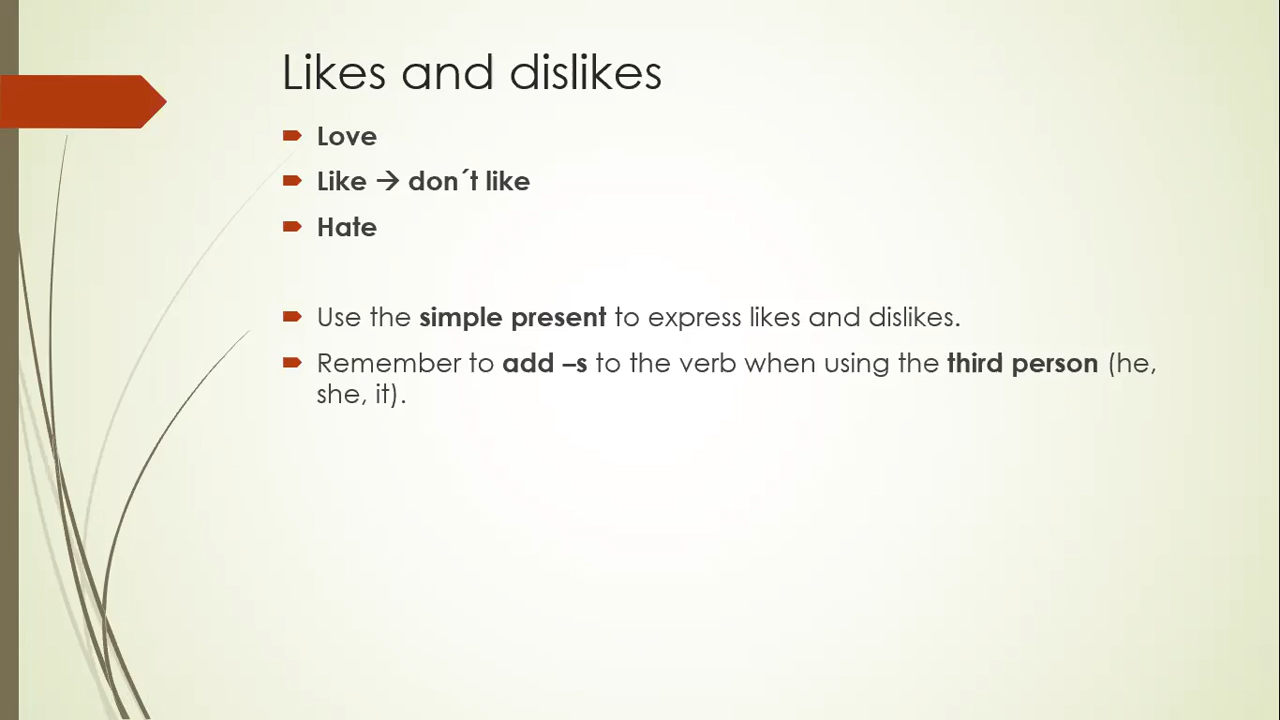 Likes and dislikes
Love
Like → don´t like
Hate
Use the simple present to express likes and dislikes.
Remember to add –s to the verb when using the third person (he,
she, it).